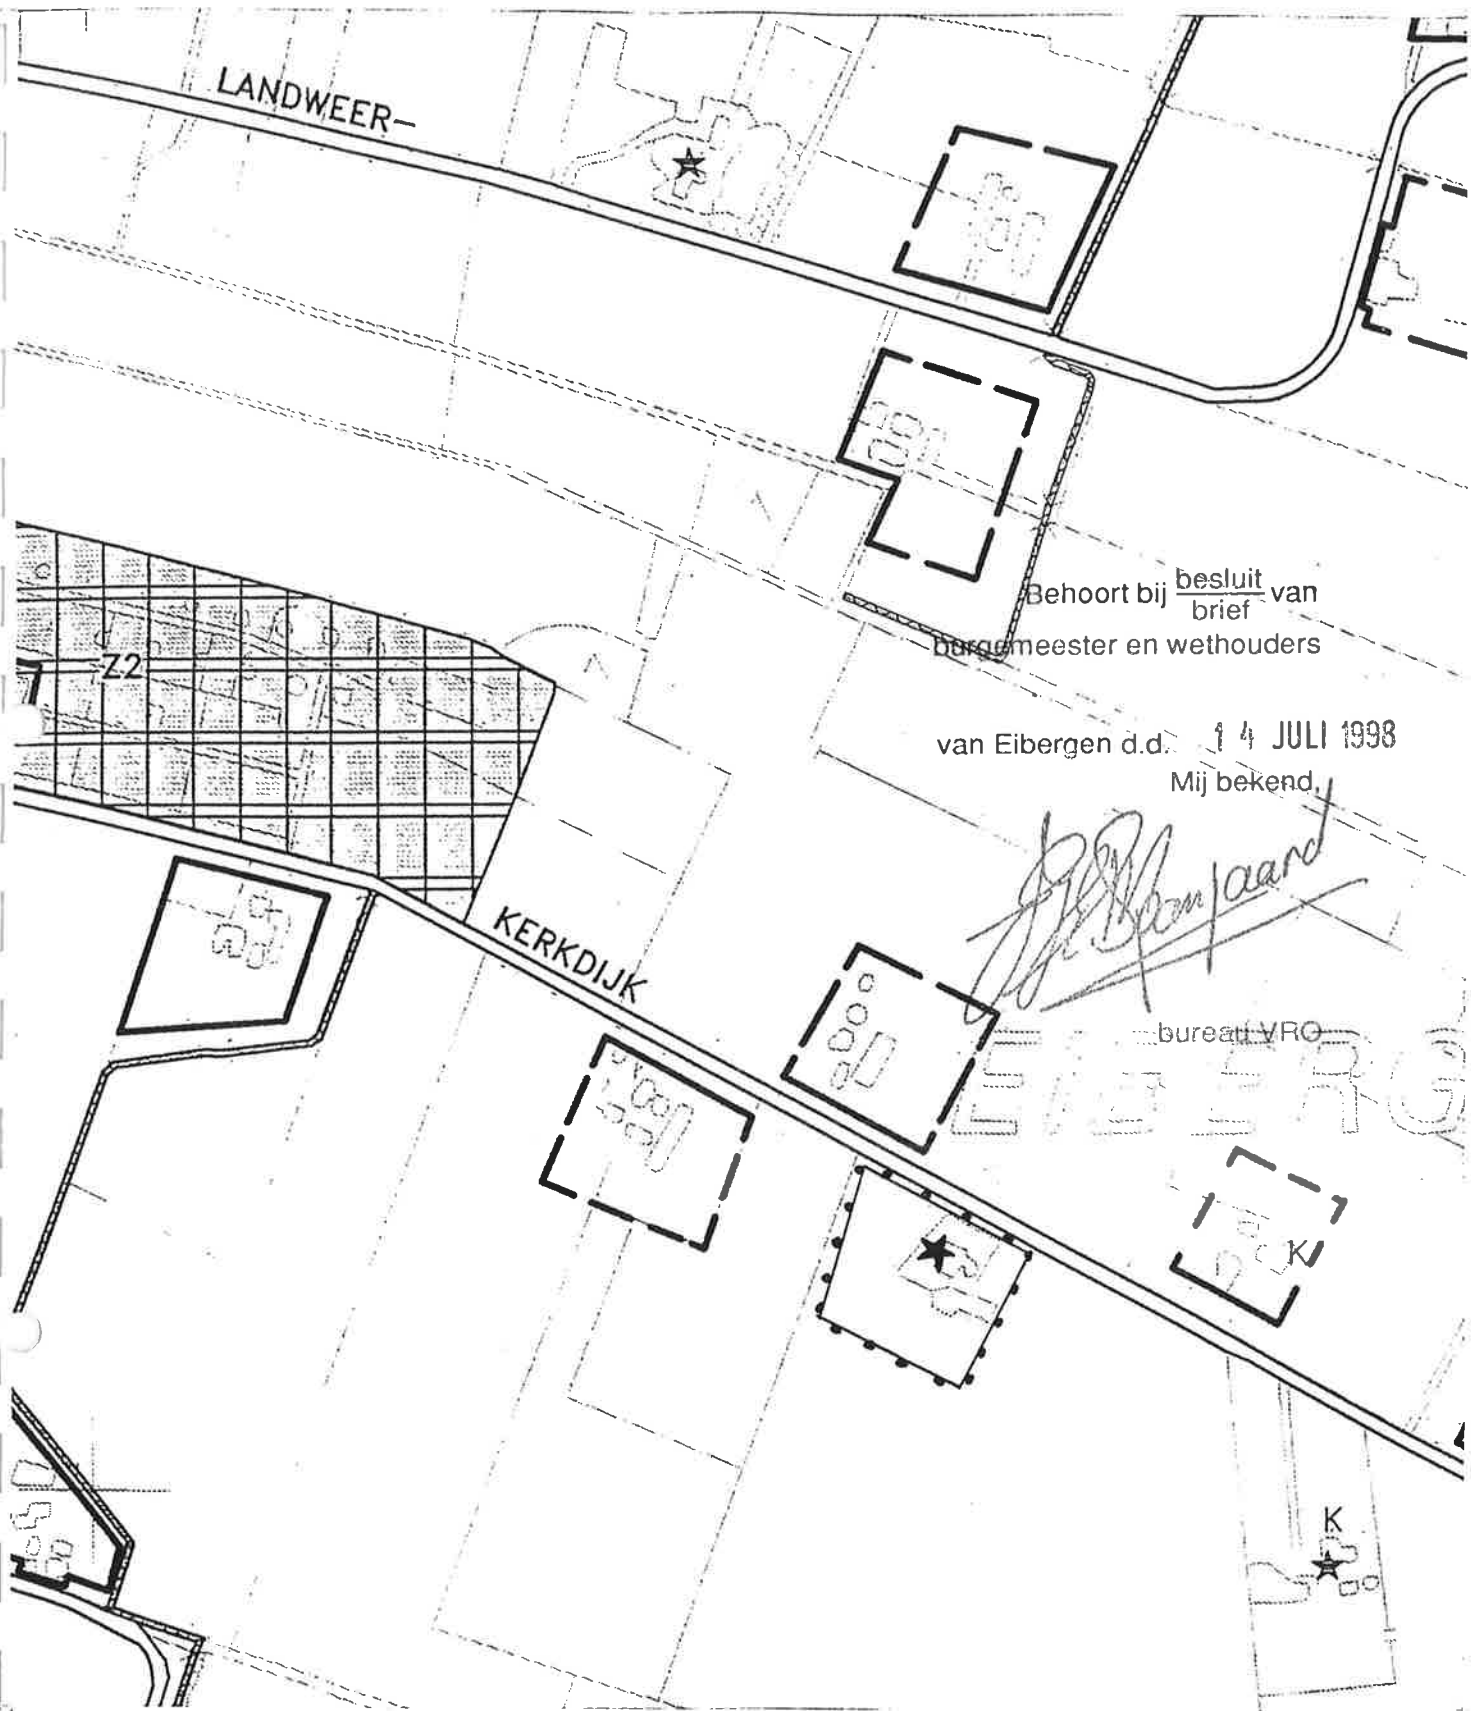 LANDWEER-
Behoort bij besluit van
brief
burgemeester en wethouders
Z2
van Eibergen d.d. 14 JULI 1998
Mij bekend,
KERKDIJK
bureau VRO
EIBERG
K
K